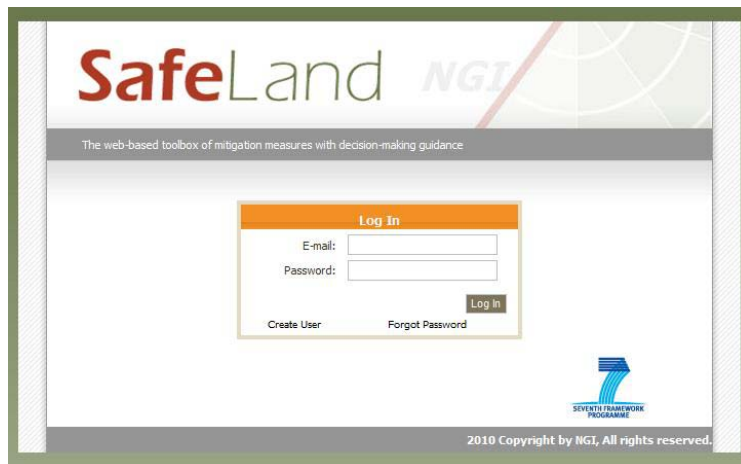 SafeLand NGI
The web-based toolbox of mitigation measures with decision-making guidance
Log In
E-mail:
Password:
Log In
Create User Forgot Password
7
SEVENTH FRAMEWORK
PROGRAMME
2010 Copyright by NGI, All rights reserved.